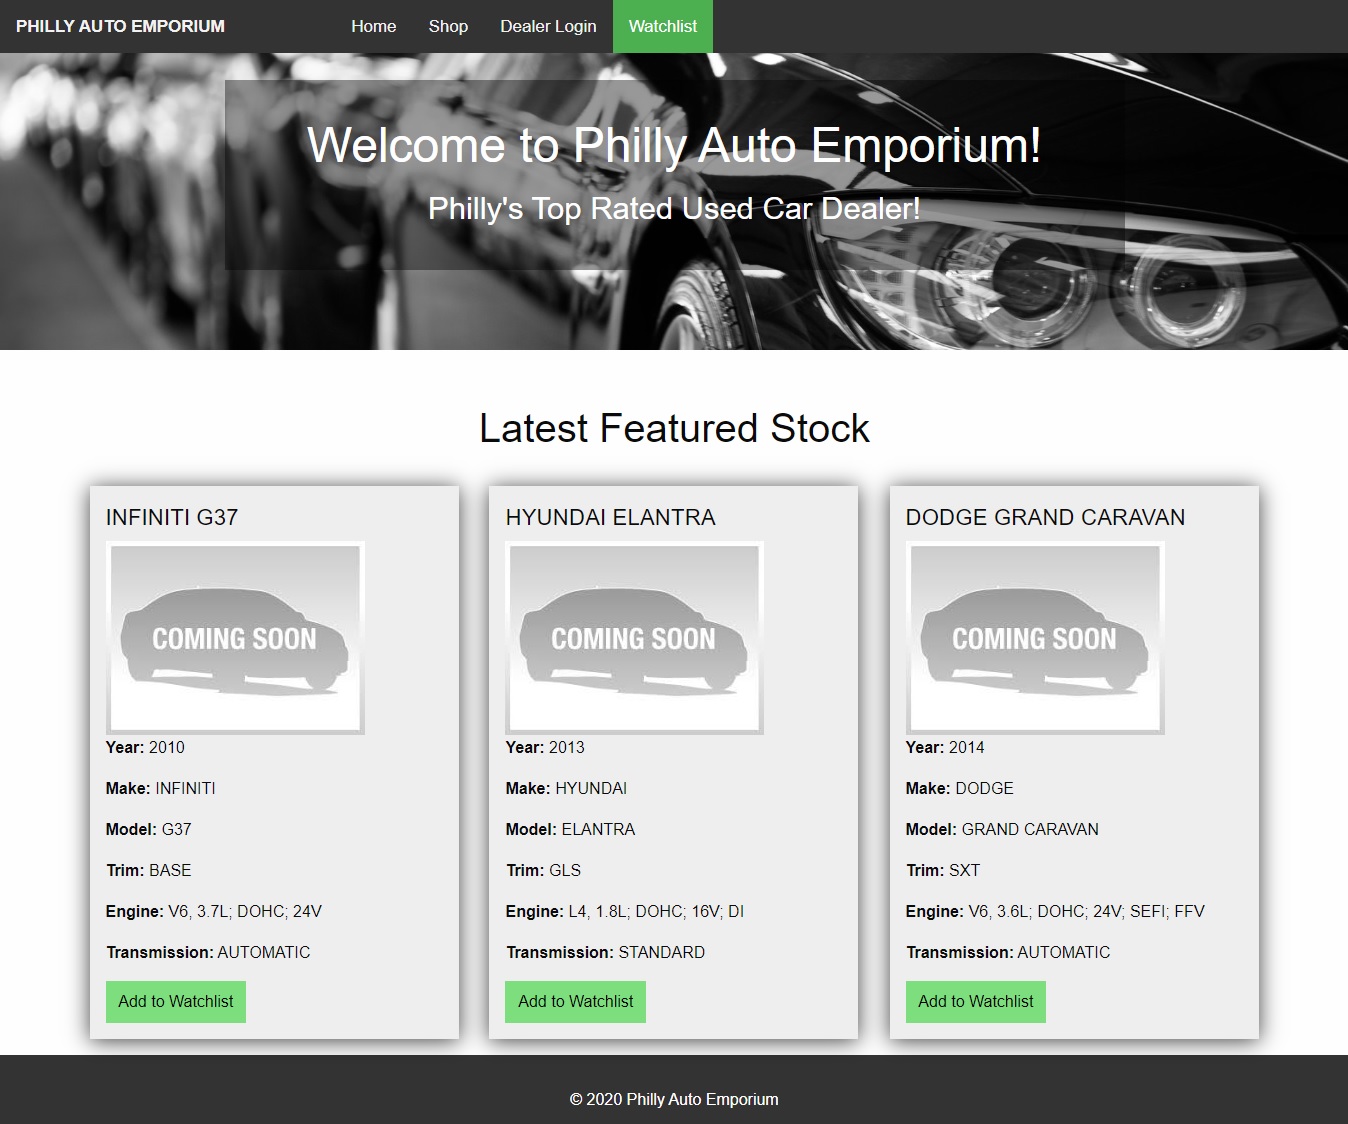 PHILLY AUTO EMPORIUM Home Shop Dealer Login Watchlist
Welcome to Philly Auto Emporium!
Philly's Top Rated Used Car Dealer!
Latest Featured Stock
INFINITI G37
COMING SOON
Year: 2010
Make: INFINITI
Model: G37
Trim: BASE
Engine: V6, 3.7L; DOHC; 24V
Transmission: AUTOMATIC
Add to Watchlist
HYUNDAI ELANTRA
COMING SOON
Year: 2013
Make: HYUNDAI
Model: ELANTRA
Trim: GLS
Engine: L4, 1.8L; DOHC; 16V; DI
Transmission: STANDARD
Add to Watchlist
DODGE GRAND CARAVAN
COMING SOON
Year: 2014
Make: DODGE
Model: GRAND CARAVAN
Trim: SXT
Engine: V6, 3.6L; DOHC; 24V; SEFI; FFV
Transmission: AUTOMATIC
Add to Watchlist
© 2020 Philly Auto Emporium